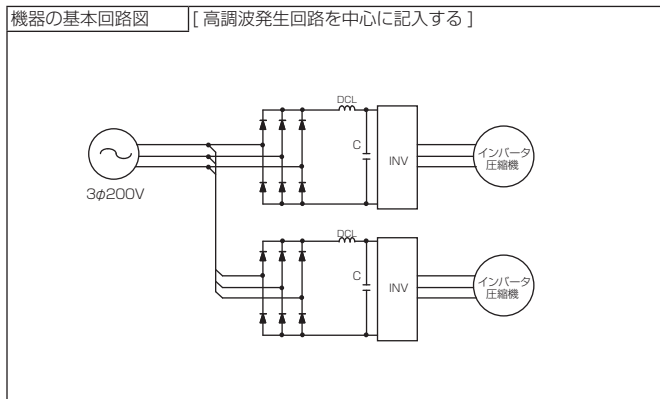 機器の基本回路図
[ 高調波発生回路を中心に記入する ]
DCL
C
INV
インバータ
圧縮機
3φ200V
DCL
C
INV
インバータ
圧縮機